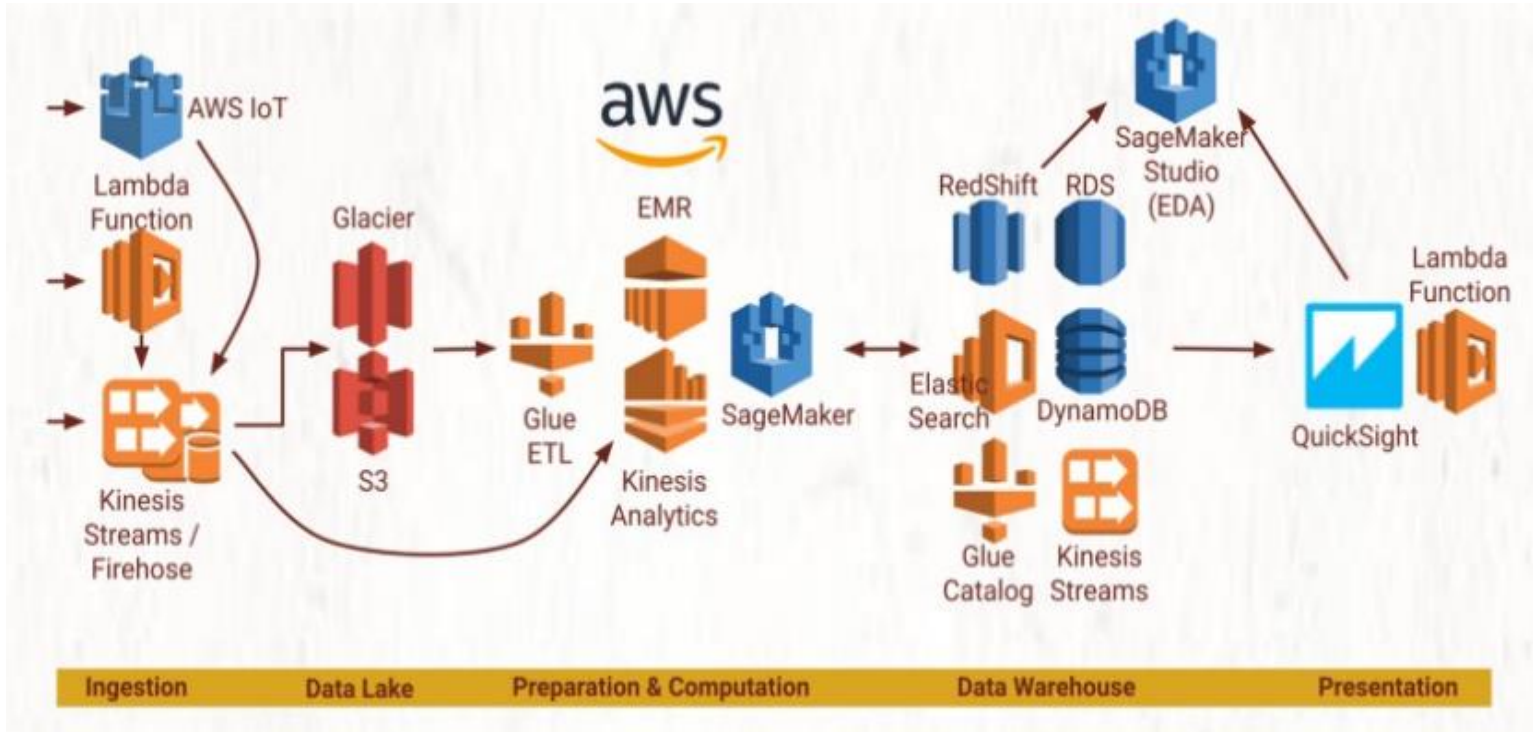 AWS IoT
Lambda
Function
Kinesis
Streams /
Firehose
Glacier
S3
aws
EMR
Glue
ETL
Kinesis
Analytics
SageMaker
RedShift
RDS
Elastic
Search
DynamoDB
Glue
Catalog
Kinesis
Streams
SageMaker
Studio
(EDA)
QuickSight
Lambda
Function
Ingestion
Data Lake
Preparation & Computation
Data Warehouse
Presentation